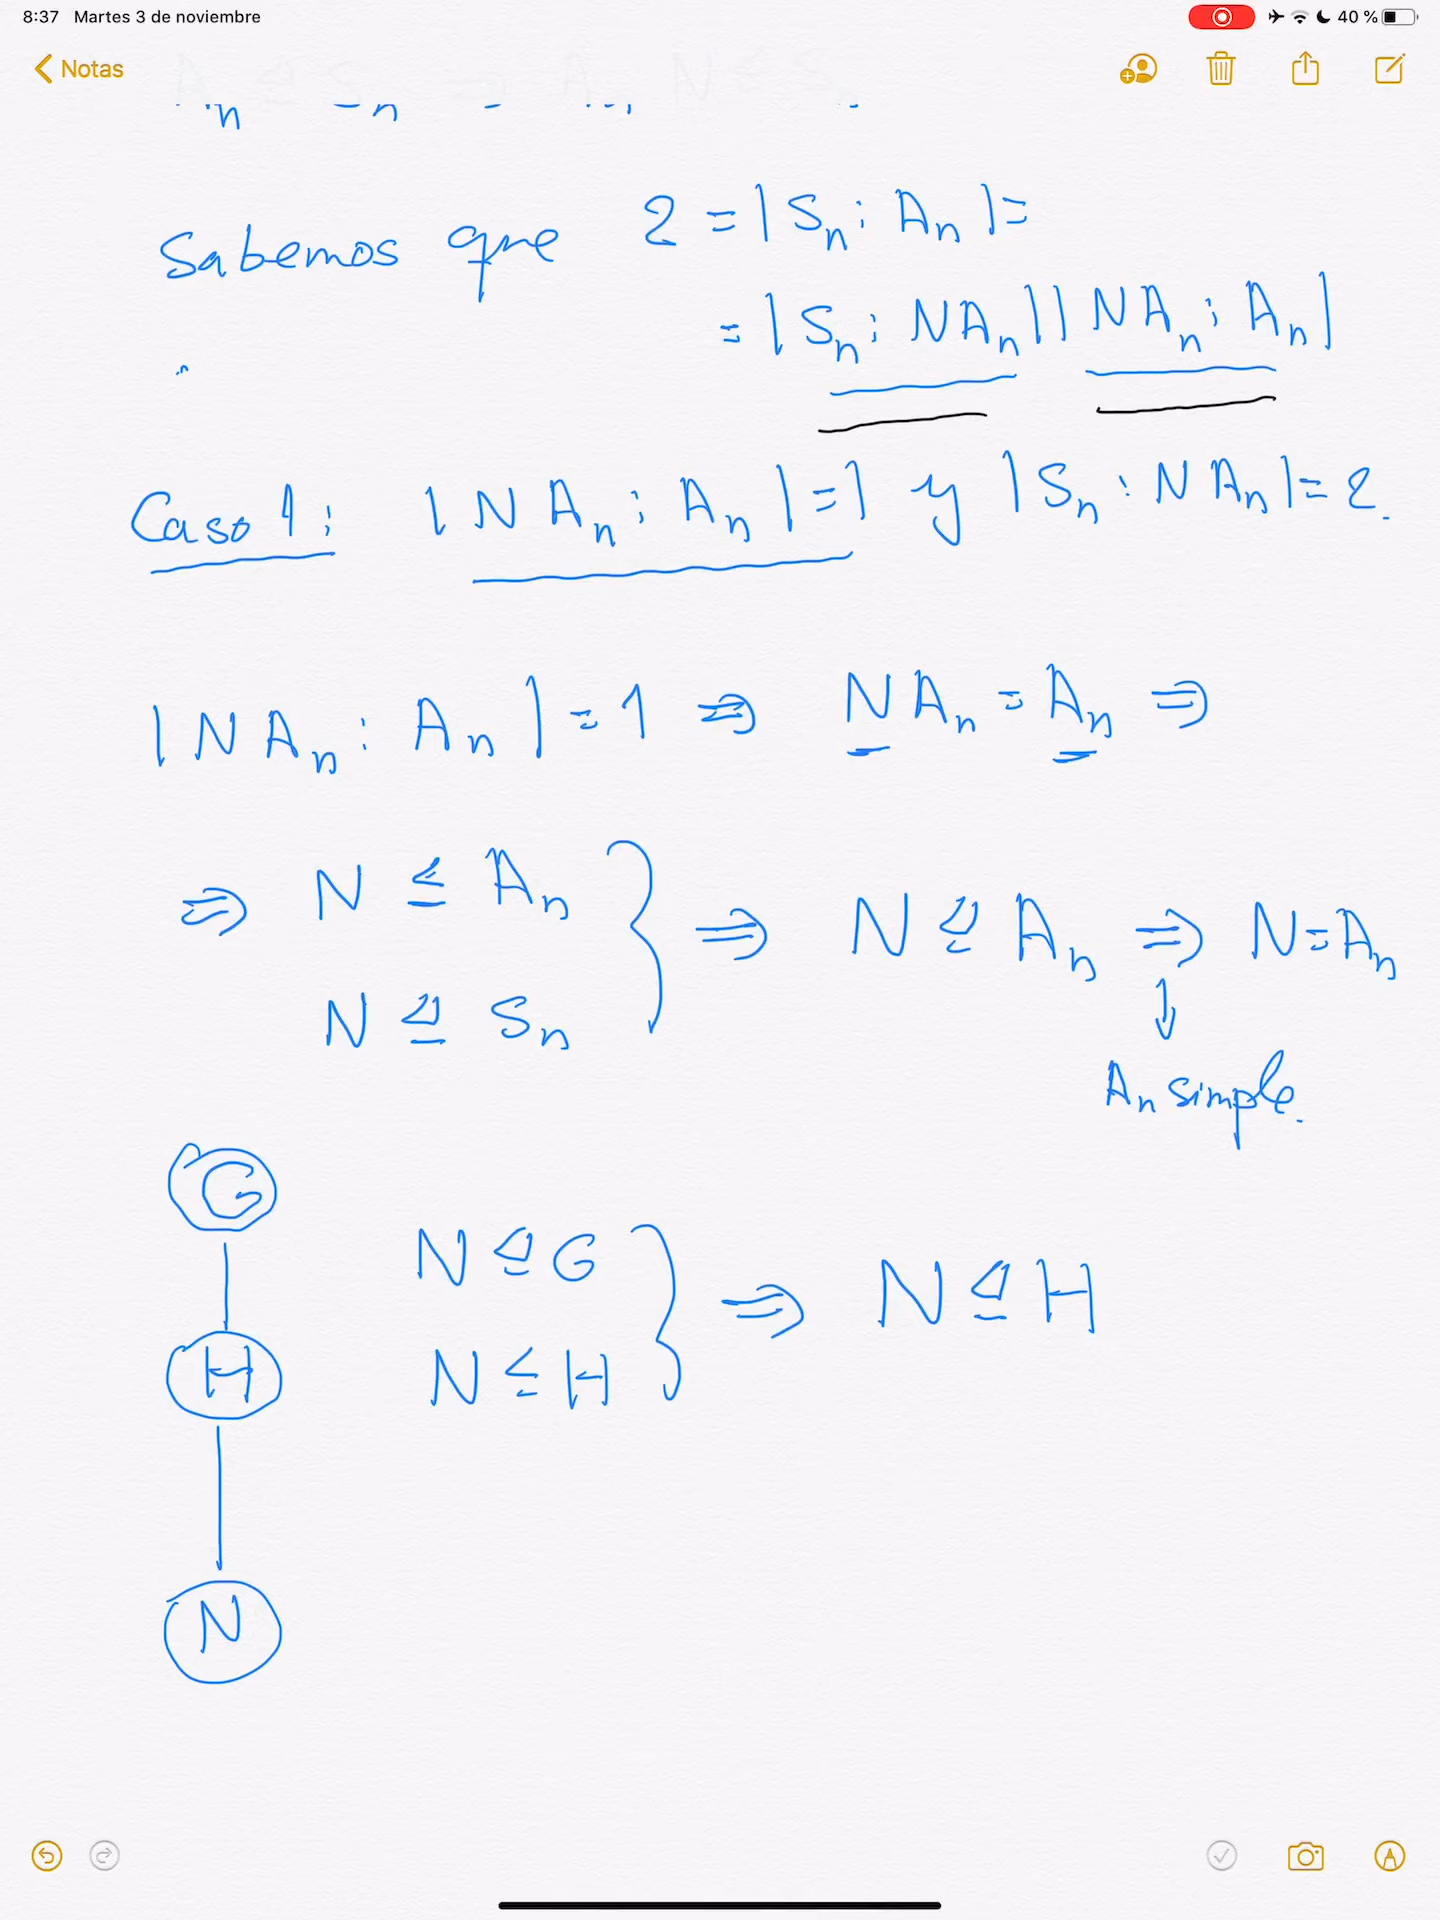 8:37 Martes 3 de noviembre 40 %
Notas
Sabemos que 2 = |Sn : An| =
= |Sn : NAn| |NAn : An|
Caso 1: |NAn : An| = 1 y |Sn : NAn| = 2.
|NAn : An| = 1 ⇒ NAn = An ⇒
⇒ N ≤ An } ⇒ N ⊴ An ⇒ N = An
N ⊴ Sn ↓
An simple.
G
N ⊴ G } ⇒ N ⊴ H
H N ≤ H
N